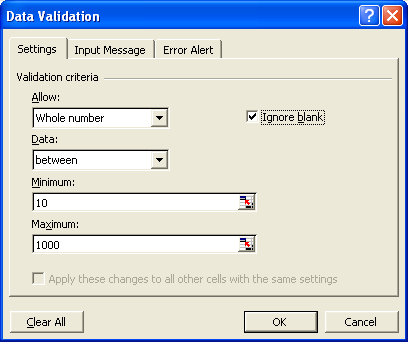 Data Validation
Settings Input Message Error Alert
Validation criteria
Allow:
Whole number Ignore blank
Data:
between
Minimum:
10
Maximum:
1000
Apply these changes to all other cells with the same settings
Clear All OK Cancel